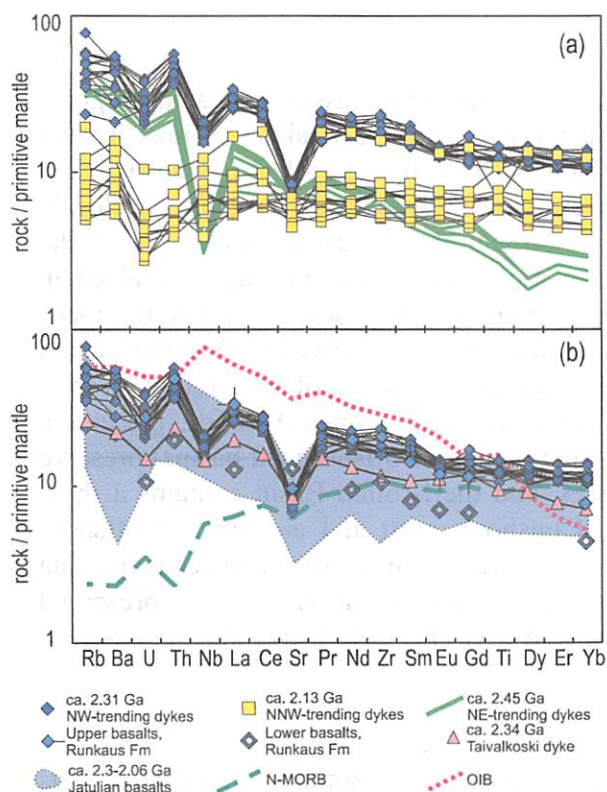 100
(a)
10
1
rock / primitive mantle
100
(b)
10
1
rock / primitive mantle
Rb Ba U Th Nb La Ce Sr Pr Nd Zr Sm Eu Gd Ti Dy Er Yb
ca. 2.31 Ga
NW-trending dykes
ca. 2.13 Ga
NNW-trending dykes
ca. 2.45 Ga
NE-trending dykes
Upper basalts,
Runkaus Fm
Lower basalts,
Runkaus Fm
ca. 2.34 Ga
Taivalkoski dyke
ca. 2.3-2.06 Ga
Jatulian basalts
N-MORB
OIB